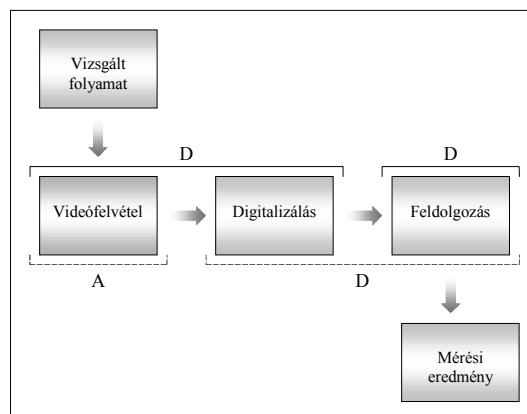 Vizsgált
folyamat
D
D
Videófelvétel
Digitalizálás
Feldolgozás
A
D
Mérési
eredmény